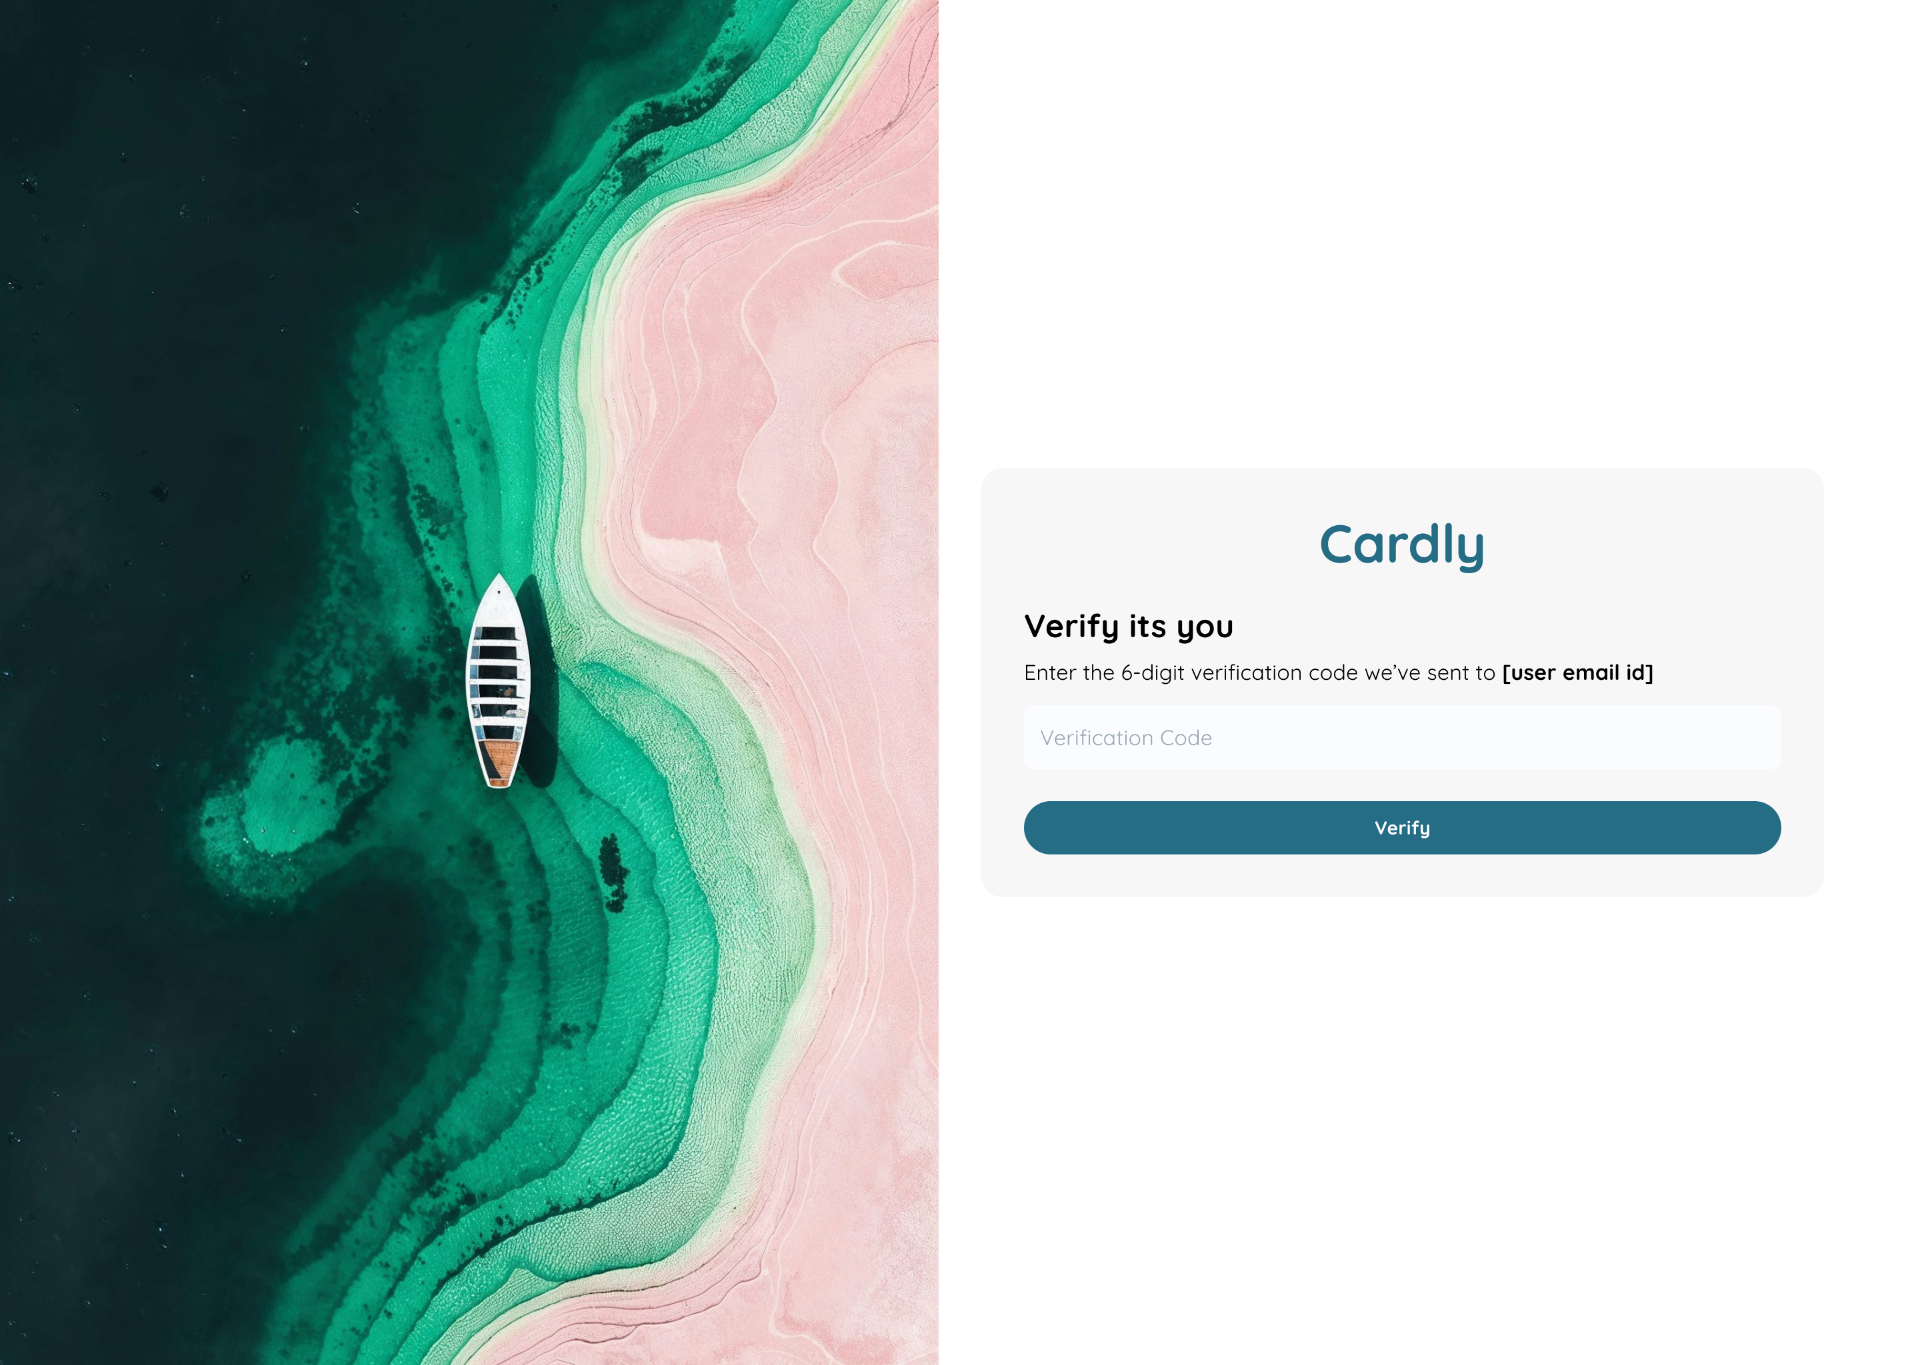 Cardly
Verify its you
Enter the 6-digit verification code we’ve sent to [user email id]
Verification Code
Verify